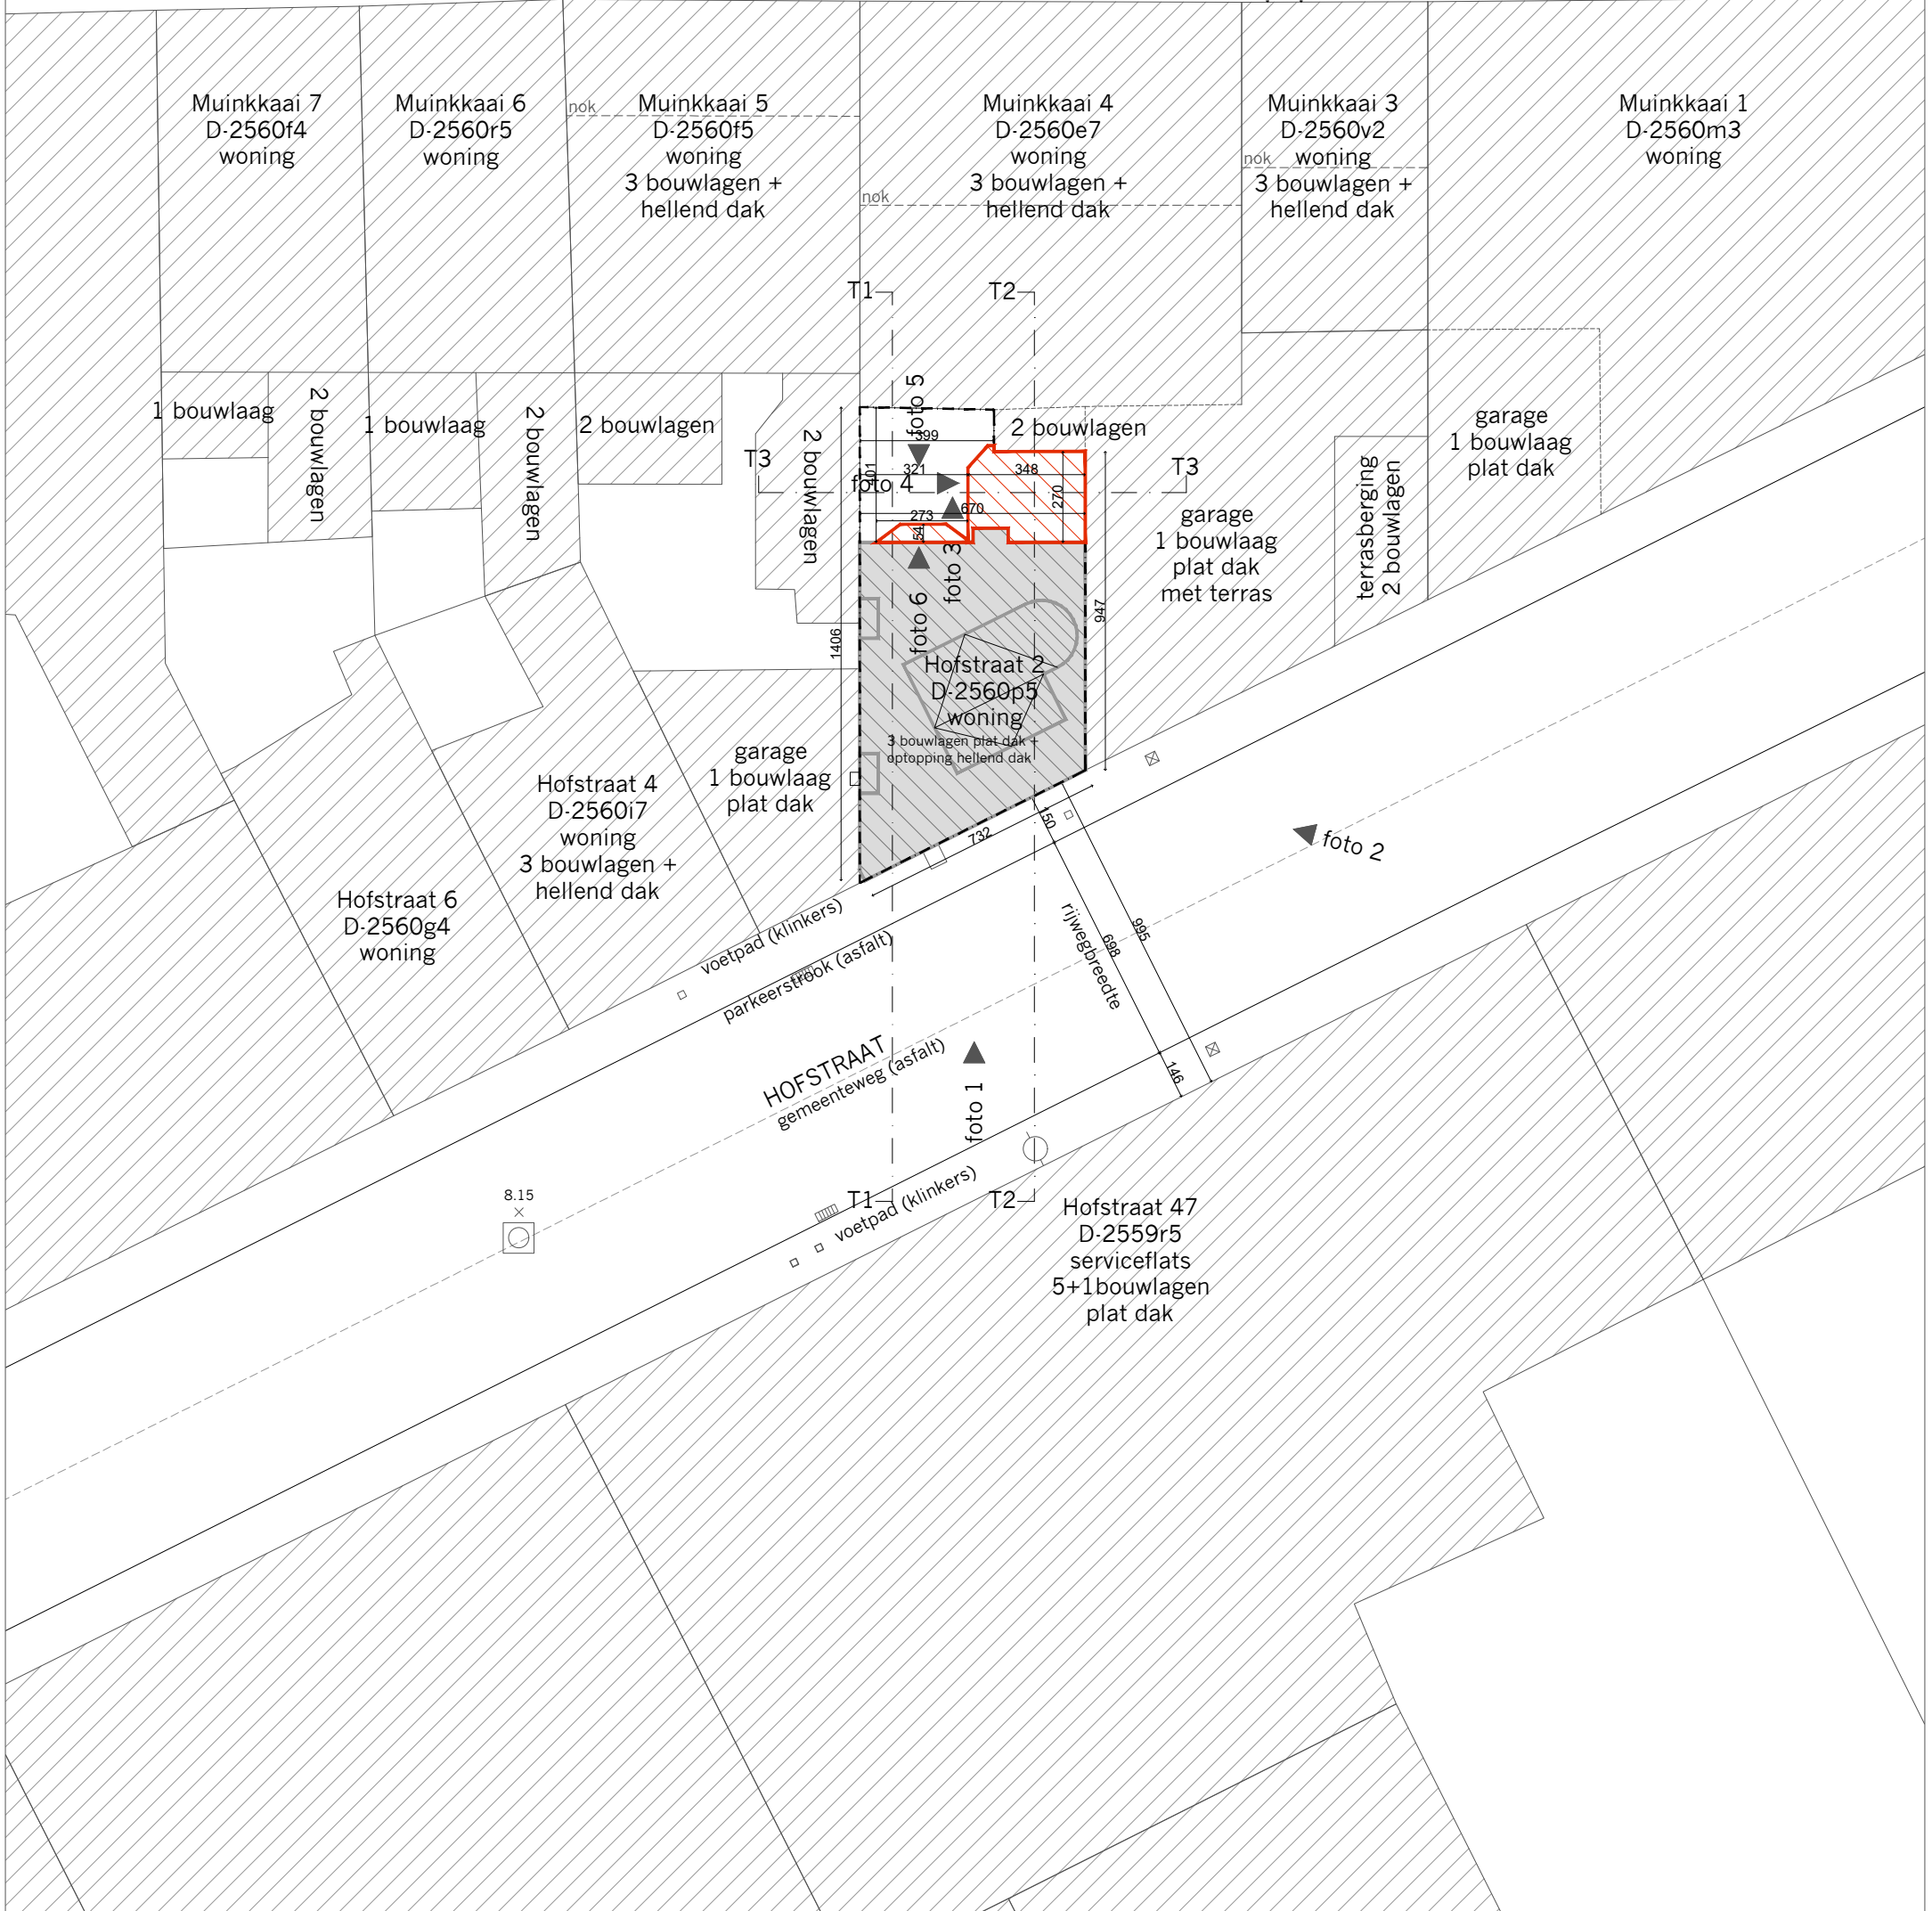 Muinkkaai 7
D-2560f4
woning
Muinkkaai 6
D-2560r5
woning
nok
Muinkkaai 5
D-2560f5
woning
3 bouwlagen +
hellend dak
nok
Muinkkaai 4
D-2560e7
woning
3 bouwlagen +
hellend dak
nok
Muinkkaai 3
D-2560v2
woning
3 bouwlagen +
hellend dak
Muinkkaai 1
D-2560m3
woning
T1
T2
1 bouwlaag
2 bouwlagen
1 bouwlaag
2 bouwlagen
2 bouwlagen
2 bouwlagen
foto 5
2 bouwlagen
399
T3
T3
401
321
348
foto 4
670
270
273
54
foto 3
foto 6
947
1406
garage
1 bouwlaag
plat dak
met terras
terrasberging
2 bouwlagen
garage
1 bouwlaag
plat dak
Hofstraat 2
D-2560p5
woning
3 bouwlagen plat dak +
optopping hellend dak
garage
1 bouwlaag
plat dak
Hofstraat 4
D-2560i7
woning
3 bouwlagen +
hellend dak
Hofstraat 6
D-2560g4
woning
732
150
foto 2
voetpad (klinkers)
parkeerstrook (asfalt)
rijwegbreedte
698
995
146
HOFSTRAAT
gemeenteweg (asfalt)
foto 1
8.15
T1
T2
voetpad (klinkers)
Hofstraat 47
D-2559r5
serviceflats
5+1bouwlagen
plat dak